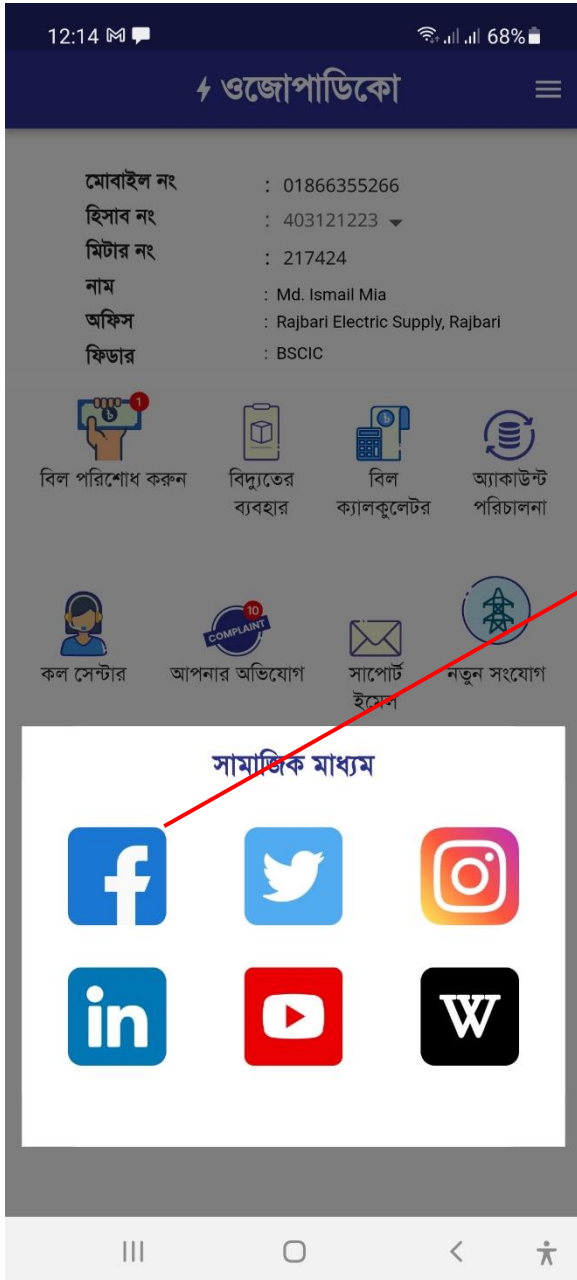 12:14 68%
ওজোপাডিকো
মোবাইল নং : 01866355266
হিসাব নং : 403121223
মিটার নং : 217424
নাম : Md. Ismail Mia
অফিস : Rajbari Electric Supply, Rajbari
ফিডার : BSCIC
1
বিল পরিশোধ করুন
বিদ্যুতের ব্যবহার
বিল ক্যালকুলেটর
অ্যাকাউন্ট পরিচালনা
10
COMPLAINT
কল সেন্টার
আপনার অভিযোগ
সাপোর্ট ইমেল
নতুন সংযোগ
সামাজিক মাধ্যম
f
in
W